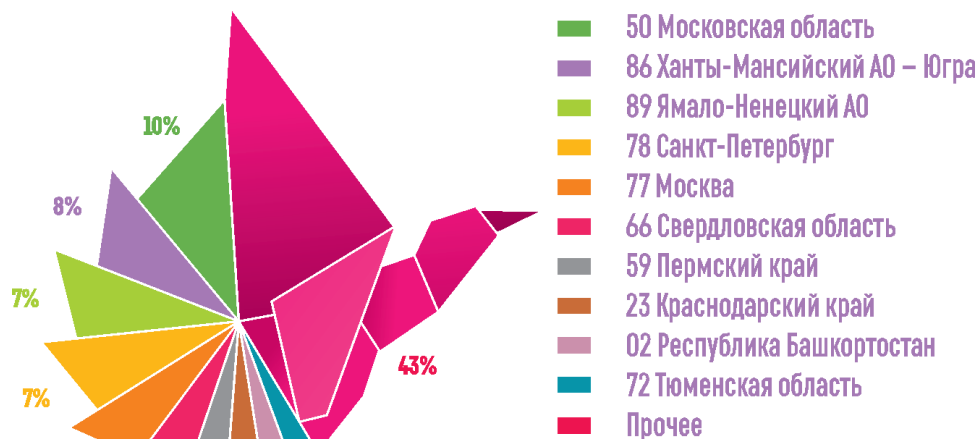 50 Московская область
86 Ханты-Мансийский АО – Югра
89 Ямало-Ненецкий АО
78 Санкт-Петербург
77 Москва
66 Свердловская область
59 Пермский край
23 Краснодарский край
02 Республика Башкортостан
72 Тюменская область
Прочее
10%
8%
7%
7%
43%